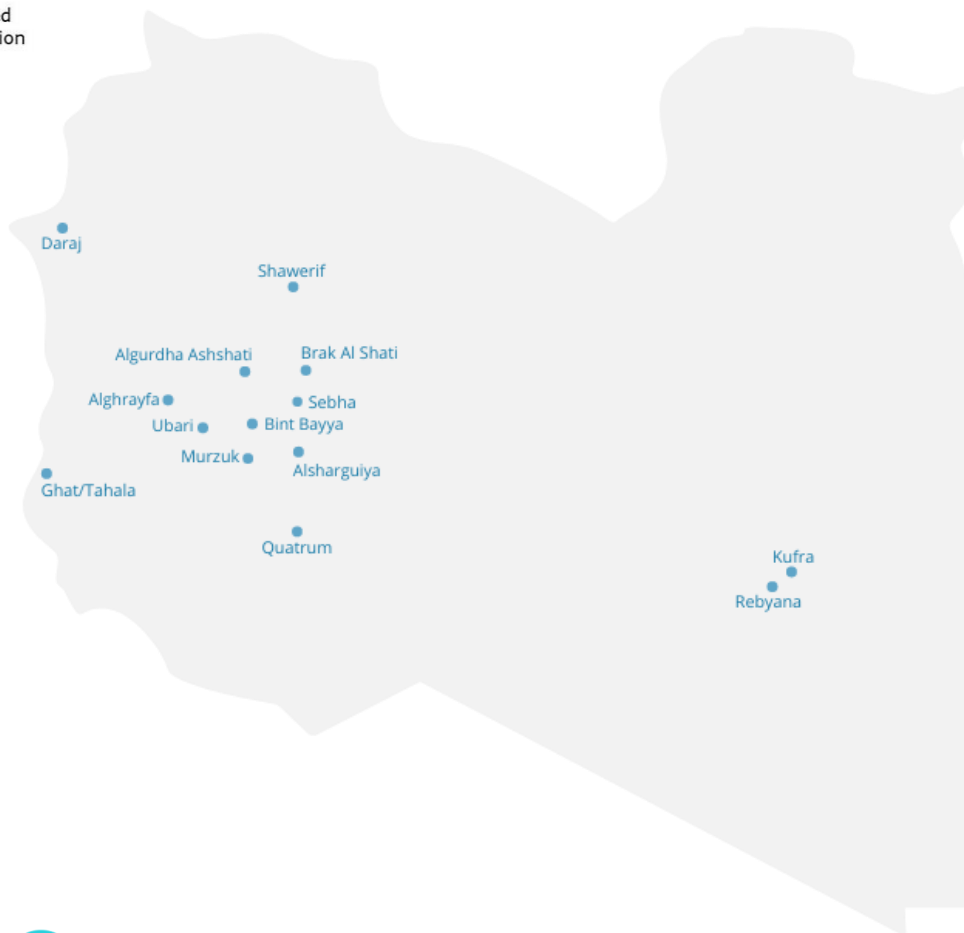 Daraj
Shawerif
Algurdha Ashshati
Brak Al Shati
Alghrayfa
Sebha
Ubari
Bint Bayya
Murzuk
Alsharguiya
Ghat/Tahala
Quatrum
Kufra
Rebyana